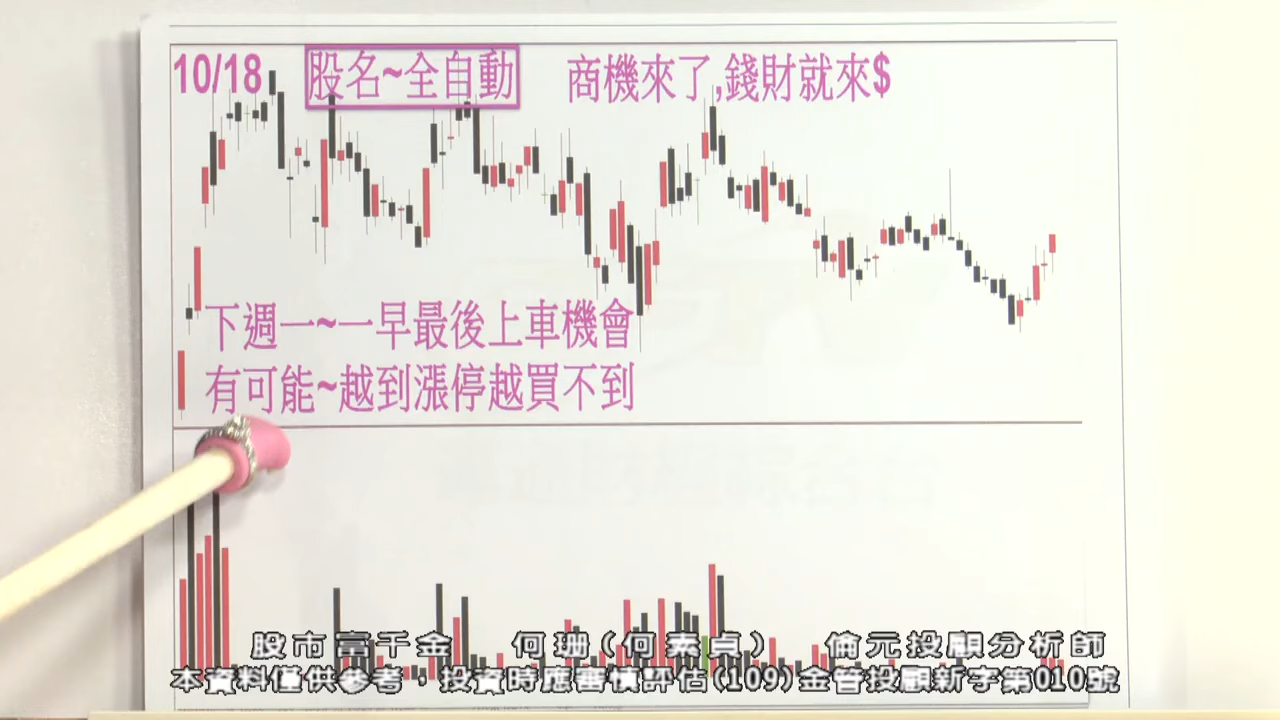 10/18 股名~全自動 商機來了,錢財就來$
下週一~一早最後上車機會
有可能~越到漲停越買不到
股市富千金 何珊(何素貞) 倫元投顧分析師
本資料僅供參考，投資時應審慎評估(109)金管投顧新字第010號